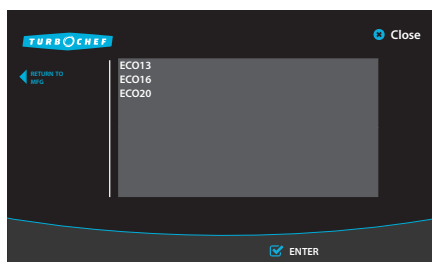 TURBOCHEF
Close
RETURN TO
MFG
ECO13
ECO16
ECO20
ENTER